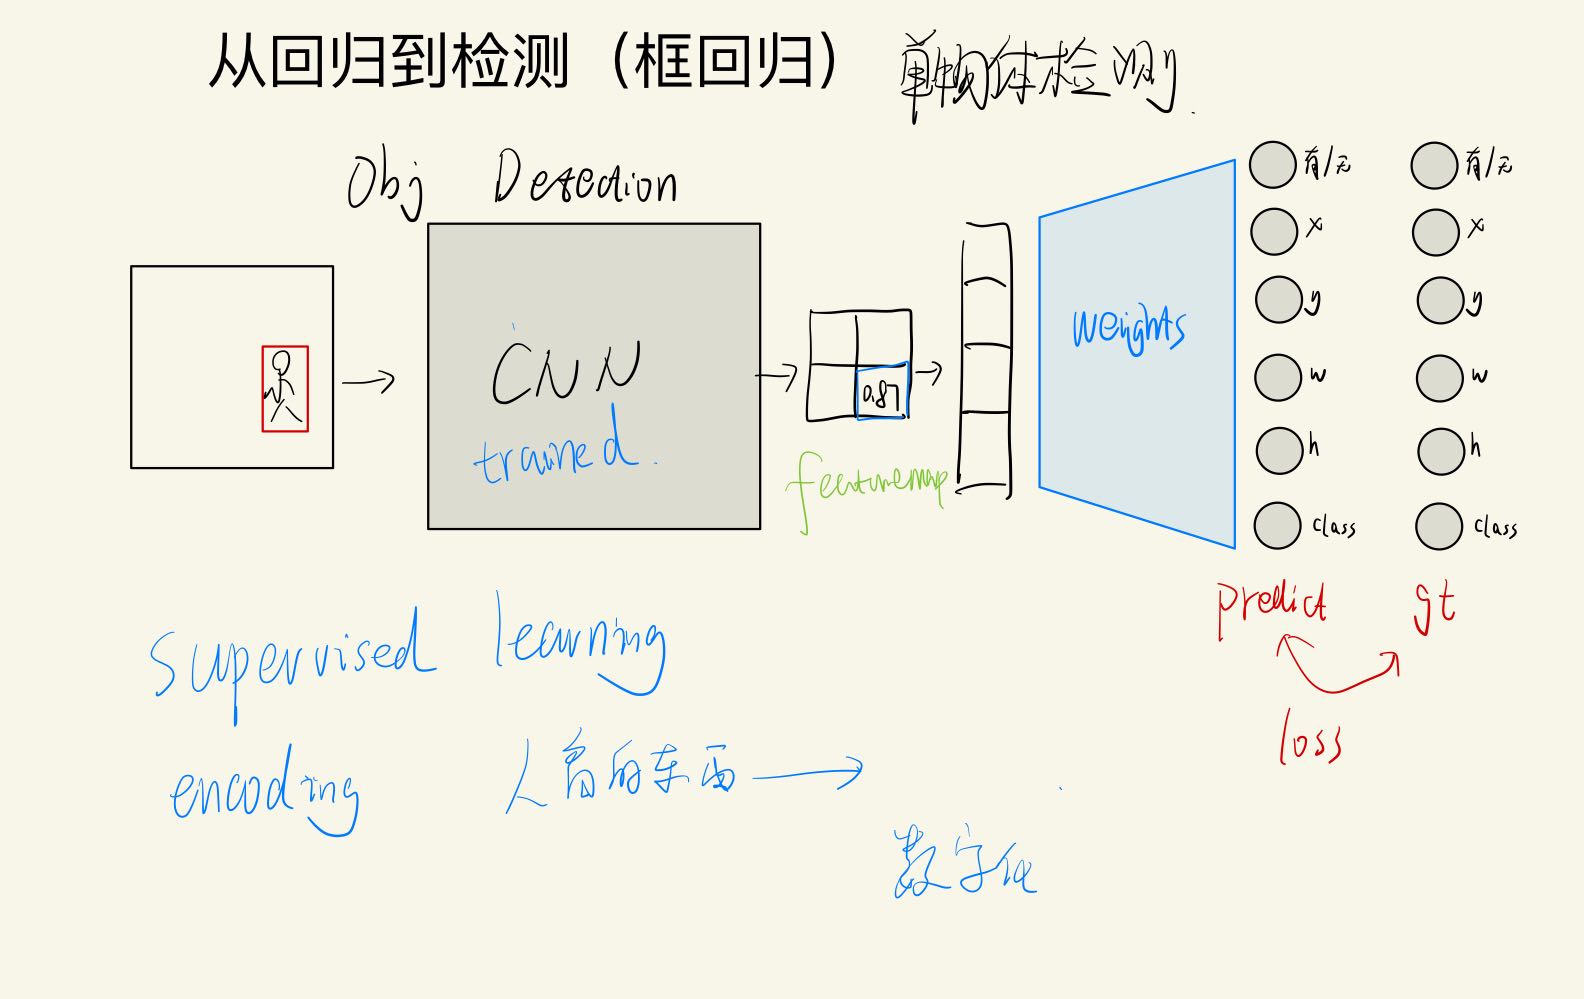 从回归到检测（框回归） 单物体检测.
Obj Detection
有/无 有/无
x x
y y
weights
CNN
w w
0.87
trained.
h h
featuremap
class class
predict gt
supervised learning
loss
encoding 人看的东西
数字化